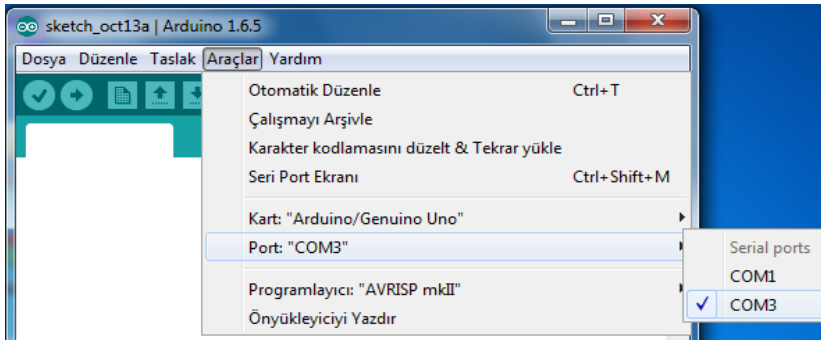 sketch_oct13a | Arduino 1.6.5
Dosya Düzenle Taslak Araçlar Yardım
Otomatik Düzenle Ctrl+T
Çalışmayı Arşivle
Karakter kodlamasını düzelt & Tekrar yükle
Seri Port Ekranı Ctrl+Shift+M
Kart: "Arduino/Genuino Uno"
Port: "COM3"
Serial ports
COM1
COM3
Programlayıcı: "AVRISP mkII"
Önyükleyiciyi Yazdır